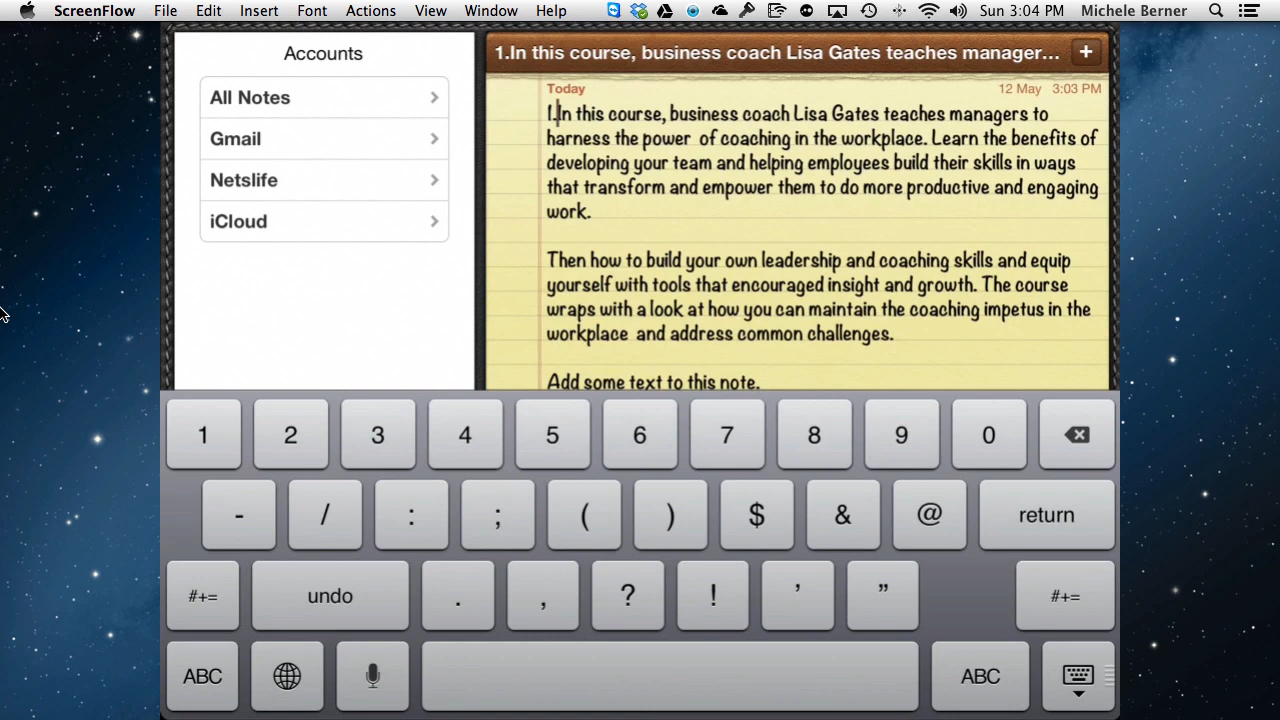 ScreenFlow File Edit Insert Font Actions View Window Help Sun 3:04 PM Michele Berner
Accounts
All Notes
Gmail
Netslife
iCloud
1.In this course, business coach Lisa Gates teaches manager... +
Today 12 May 3:03 PM
1.In this course, business coach Lisa Gates teaches managers to
harness the power of coaching in the workplace. Learn the benefits of
developing your team and helping employees build their skills in ways
that transform and empower them to do more productive and engaging
work.
Then how to build your own leadership and coaching skills and equip
yourself with tools that encouraged insight and growth. The course
wraps with a look at how you can maintain the coaching impetus in the
workplace and address common challenges.
Add some text to this note.
1 2 3 4 5 6 7 8 9 0
- / : ; ( ) $ & @ return
#+= undo . , ? ! ’ ” #+=
ABC ABC